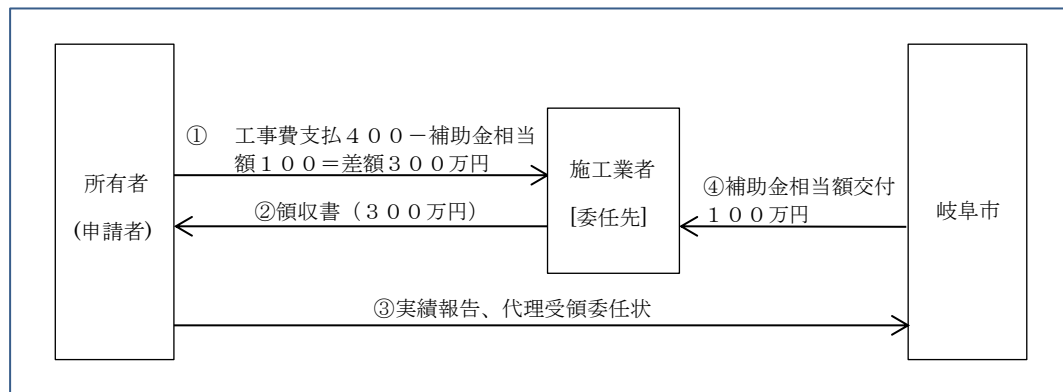 所有者
(申請者)
① 工事費支払４００－補助金相当
額１００＝差額３００万円
②領収書（３００万円）
③実績報告、代理受領委任状
施工業者
[委任先]
④補助金相当額交付
１００万円
岐阜市